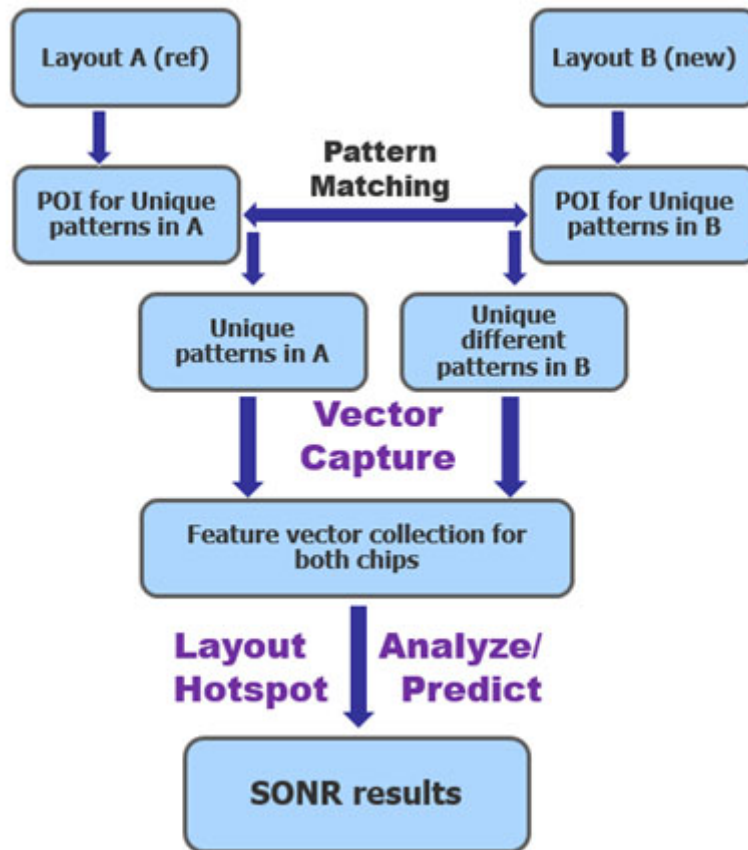 Layout A (ref)
Layout B (new)
Pattern
Matching
POI for Unique
patterns in A
POI for Unique
patterns in B
Unique
patterns in A
Unique
different
patterns in B
Vector
Capture
Feature vector collection for
both chips
Layout
Hotspot
Analyze/
Predict
SONR results